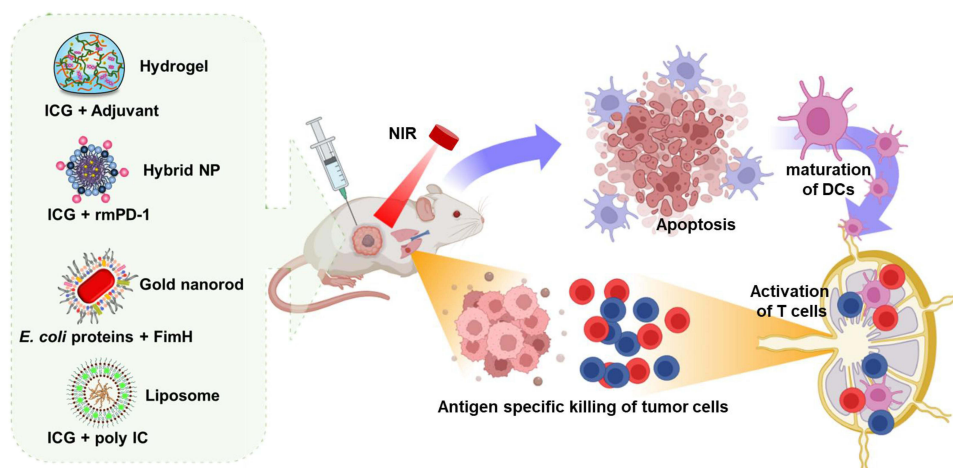 Hydrogel
ICG + Adjuvant
Hybrid NP
ICG + rmPD-1
Gold nanorod
E. coli proteins + FimH
Liposome
ICG + poly IC
NIR
Apoptosis
maturation
of DCs
Activation
of T cells
Antigen specific killing of tumor cells